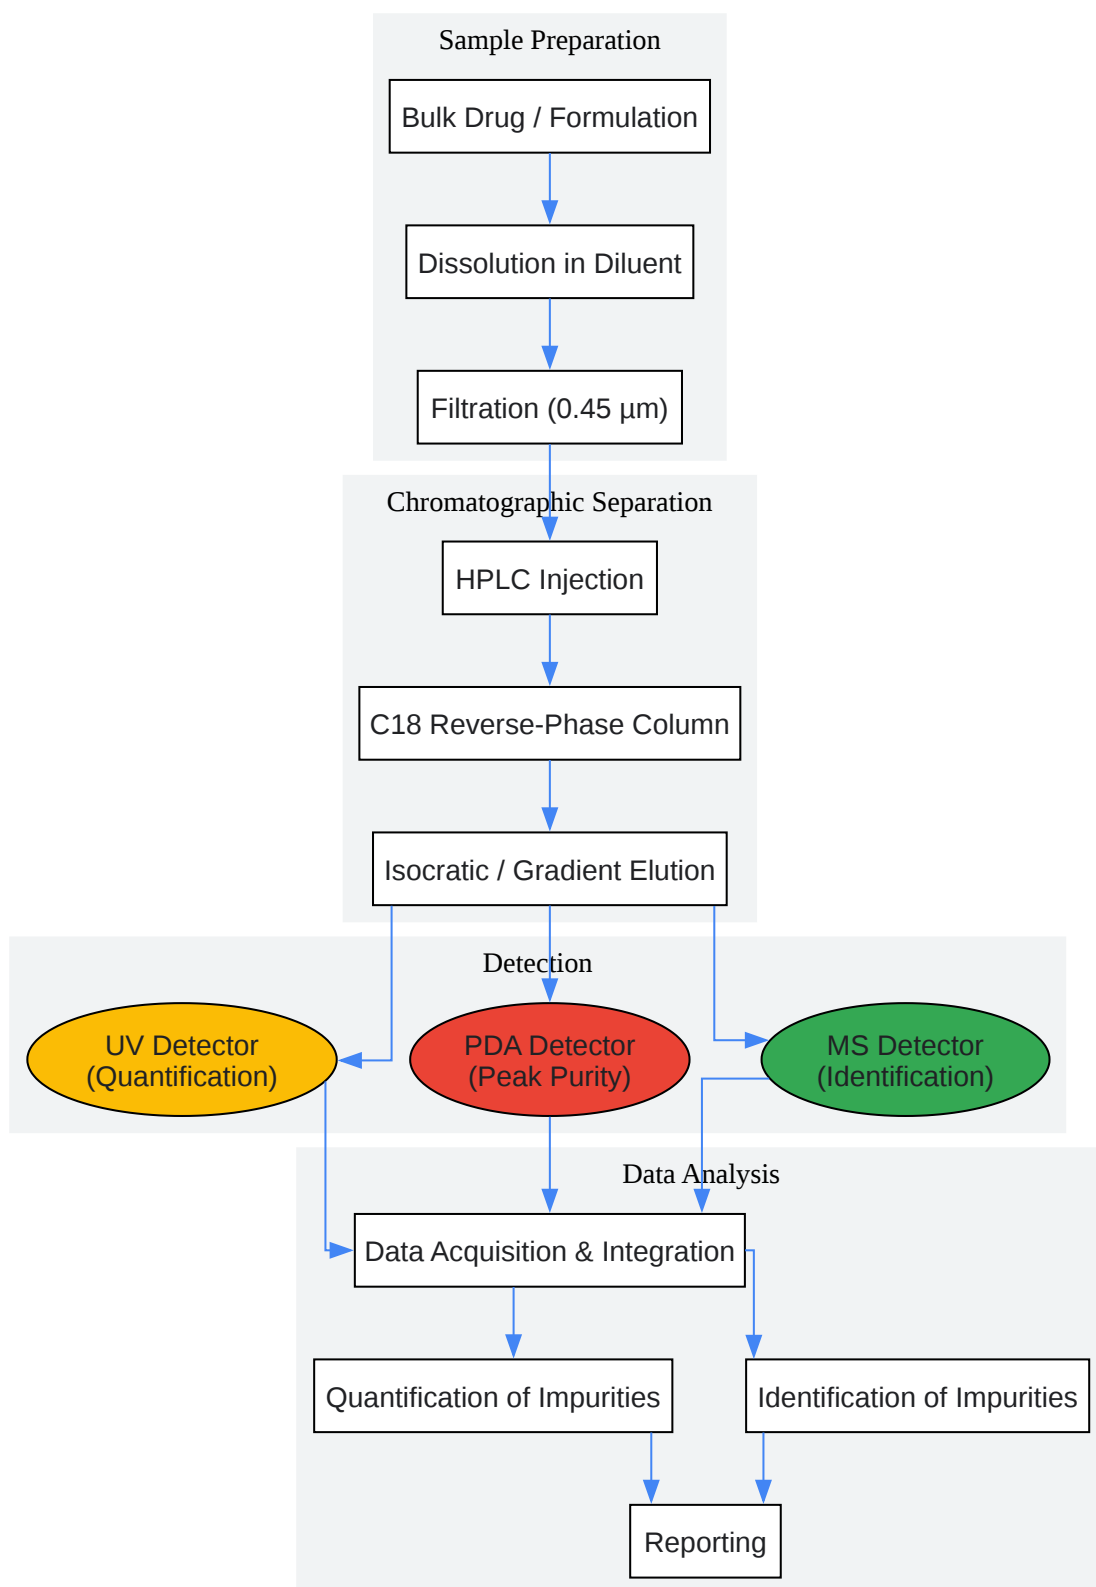 Sample Preparation
Bulk Drug / Formulation
Dissolution in Diluent
Filtration (0.45 µm)
Chromatographic Separation
HPLC Injection
C18 Reverse-Phase Column
Isocratic / Gradient Elution
Detection
UV Detector
(Quantification)
PDA Detector
(Peak Purity)
MS Detector
(Identification)
Data Analysis
Data Acquisition & Integration
Quantification of Impurities
Identification of Impurities
Reporting